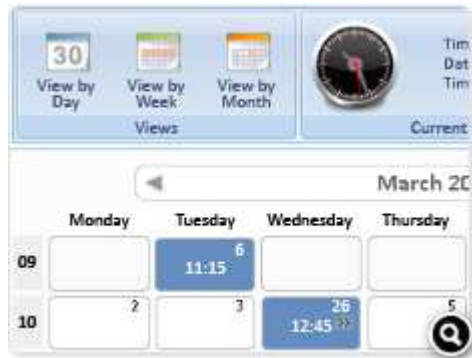 30
View by Day
View by Week
View by Month
Tim
Dat
Tim
Views
Current
March 20
Monday Tuesday Wednesday Thursday
09
6
11:15
10
2
3
26
12:45
5